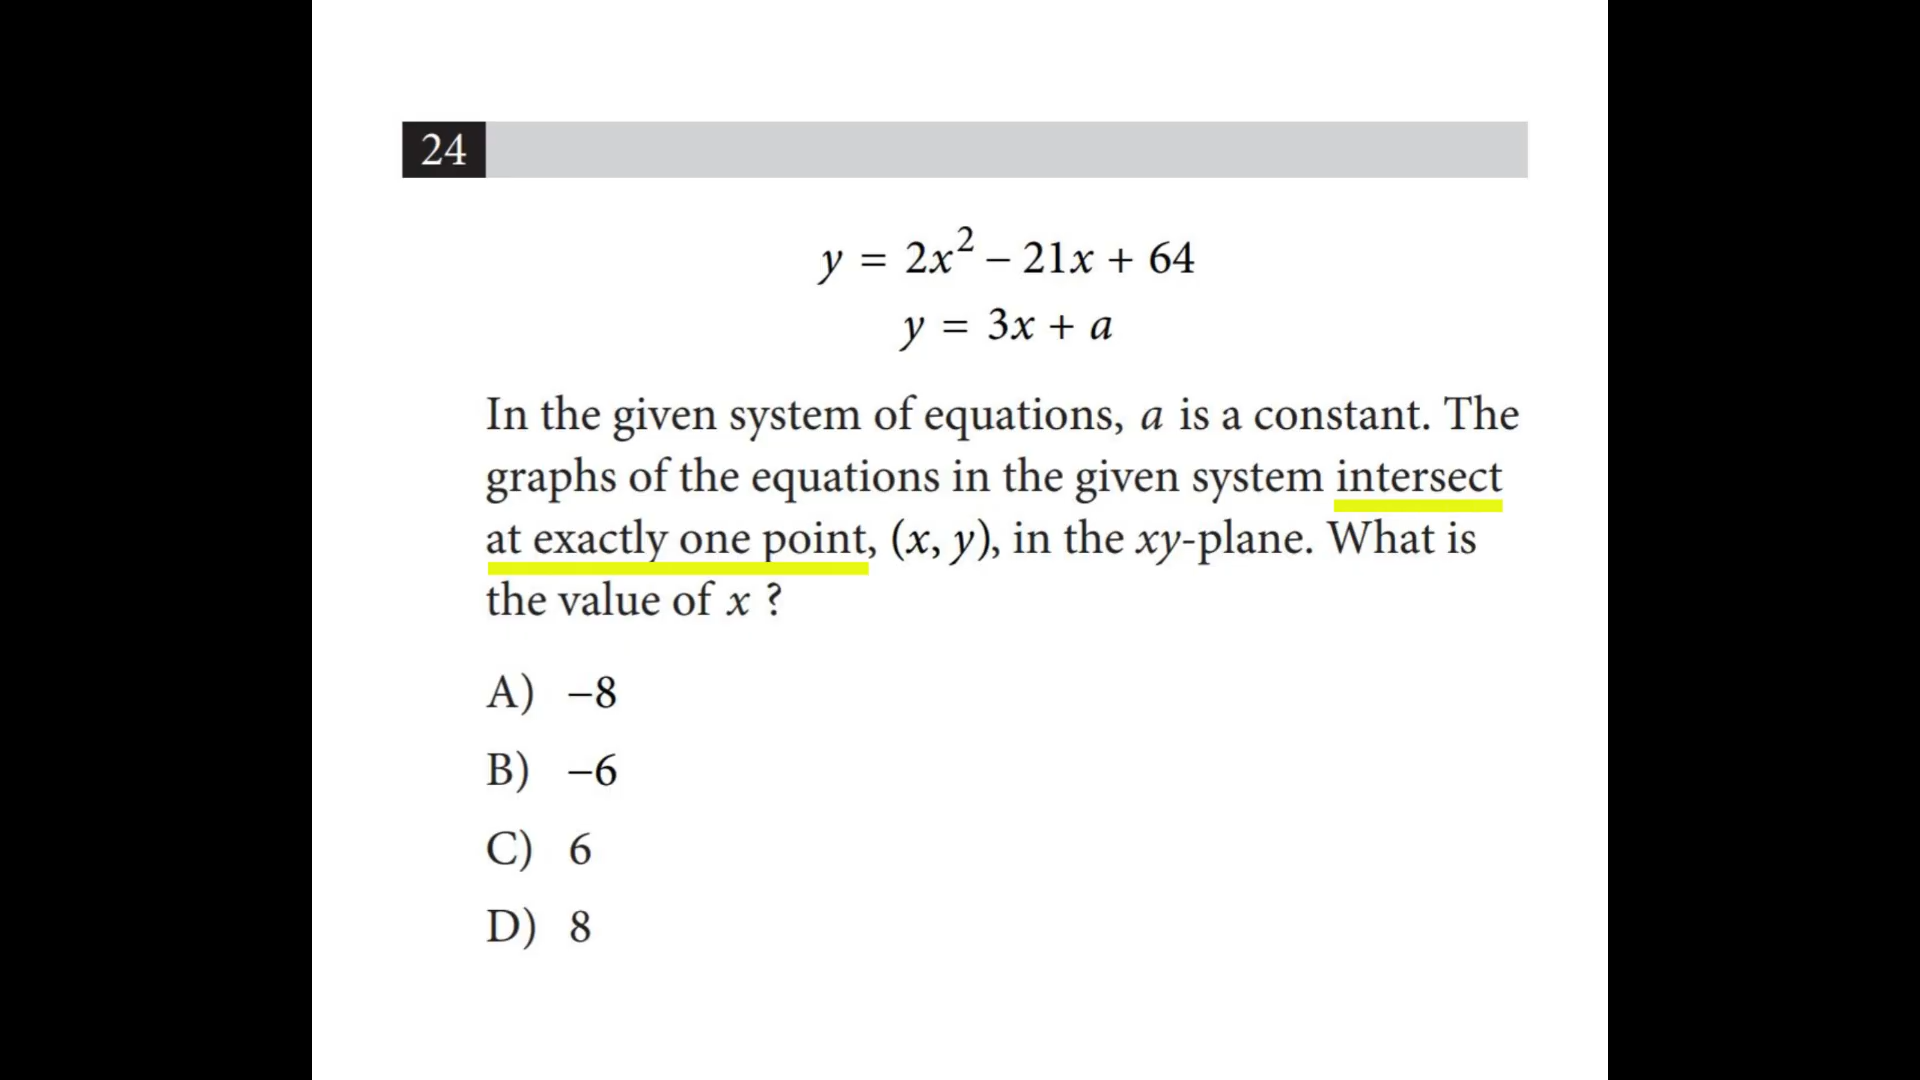 24
y = 2x² – 21x + 64
y = 3x + a
In the given system of equations, a is a constant. The
graphs of the equations in the given system intersect
at exactly one point, (x, y), in the xy-plane. What is
the value of x ?
A) –8
B) –6
C) 6
D) 8